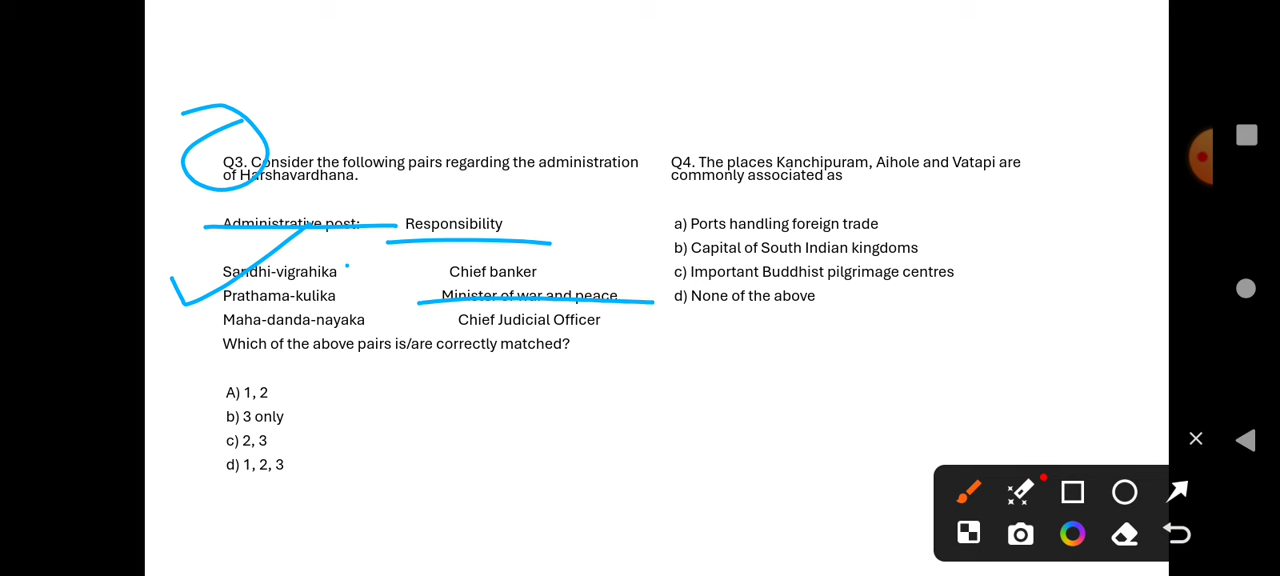 Q3. Consider the following pairs regarding the administration
of Harshavardhana.
Administrative post: Responsibility
Sandhi-vigrahika Chief banker
Prathama-kulika Minister of war and peace
Maha-danda-nayaka Chief Judicial Officer
Which of the above pairs is/are correctly matched?
A) 1, 2
b) 3 only
c) 2, 3
d) 1, 2, 3
Q4. The places Kanchipuram, Aihole and Vatapi are
commonly associated as
a) Ports handling foreign trade
b) Capital of South Indian kingdoms
c) Important Buddhist pilgrimage centres
d) None of the above